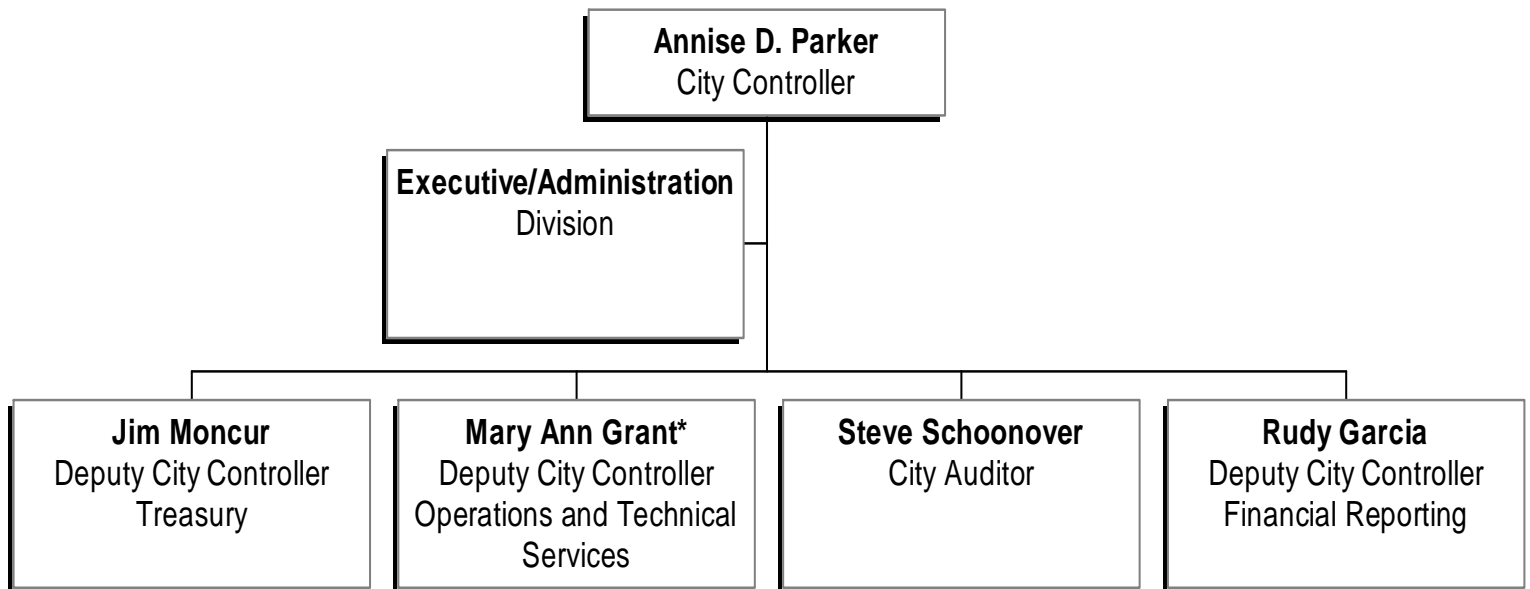 Annise D. Parker
City Controller
Executive/Administration
Division
Jim Moncur
Deputy City Controller
Treasury
Mary Ann Grant*
Deputy City Controller
Operations and Technical
Services
Steve Schoonover
City Auditor
Rudy Garcia
Deputy City Controller
Financial Reporting